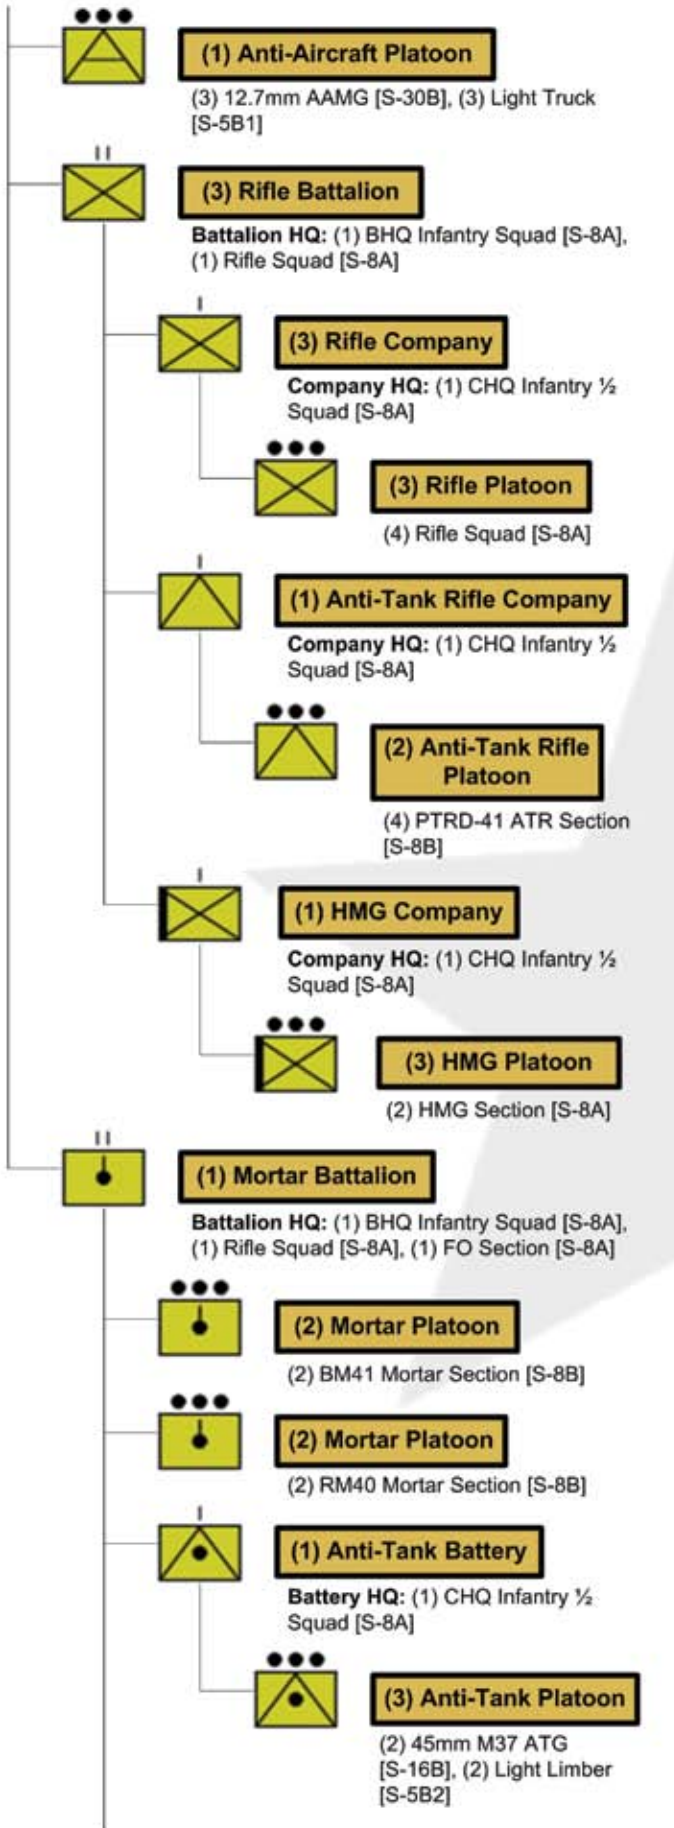 (1) Anti-Aircraft Platoon
(3) 12.7mm AAMG [S-30B], (3) Light Truck
[S-5B1]
(3) Rifle Battalion
Battalion HQ: (1) BHQ Infantry Squad [S-8A],
(1) Rifle Squad [S-8A]
(3) Rifle Company
Company HQ: (1) CHQ Infantry ½
Squad [S-8A]
(3) Rifle Platoon
(4) Rifle Squad [S-8A]
(1) Anti-Tank Rifle Company
Company HQ: (1) CHQ Infantry ½
Squad [S-8A]
(2) Anti-Tank Rifle
Platoon
(4) PTRD-41 ATR Section
[S-8B]
(1) HMG Company
Company HQ: (1) CHQ Infantry ½
Squad [S-8A]
(3) HMG Platoon
(2) HMG Section [S-8A]
(1) Mortar Battalion
Battalion HQ: (1) BHQ Infantry Squad [S-8A],
(1) Rifle Squad [S-8A], (1) FO Section [S-8A]
(2) Mortar Platoon
(2) BM41 Mortar Section [S-8B]
(2) Mortar Platoon
(2) RM40 Mortar Section [S-8B]
(1) Anti-Tank Battery
Battery HQ: (1) CHQ Infantry ½
Squad [S-8A]
(3) Anti-Tank Platoon
(2) 45mm M37 ATG
[S-16B], (2) Light Limber
[S-5B2]